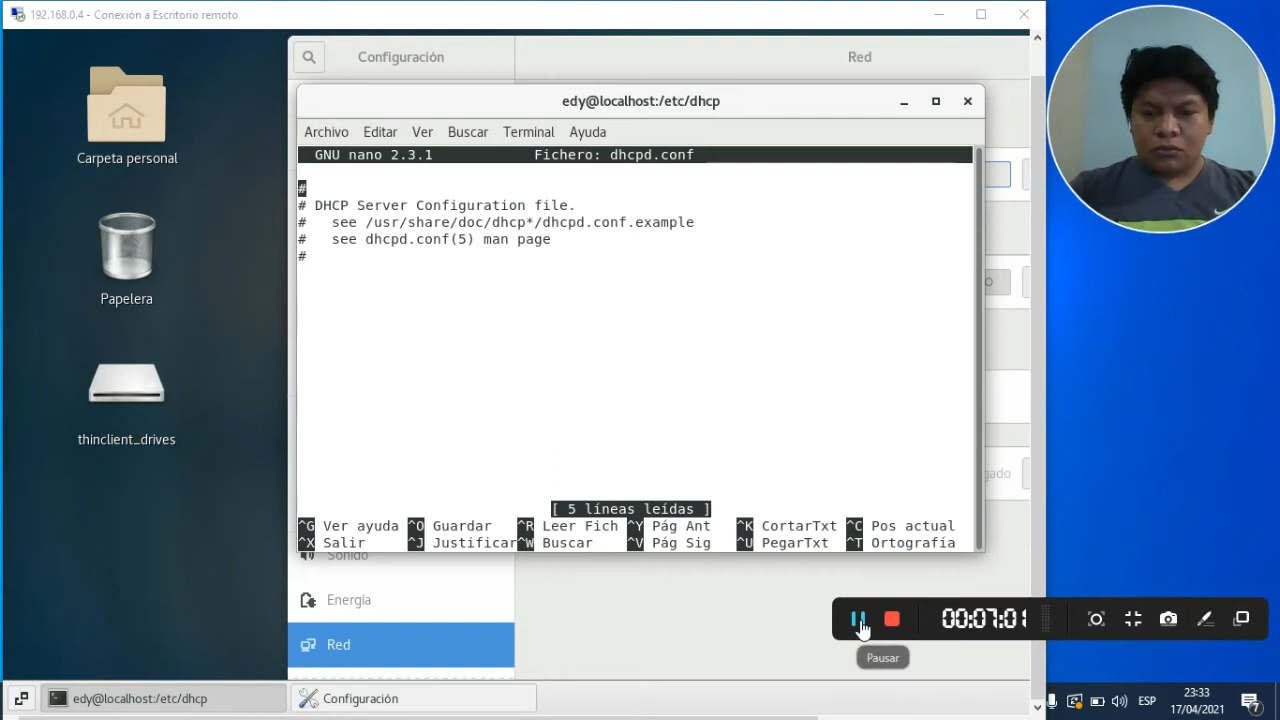 192.168.0.4 - Conexión a Escritorio remoto
Configuración
Red
edy@localhost:/etc/dhcp
Archivo Editar Ver Buscar Terminal Ayuda
GNU nano 2.3.1 Fichero: dhcpd.conf
#
# DHCP Server Configuration file.
# see /usr/share/doc/dhcp*/dhcpd.conf.example
# see dhcpd.conf(5) man page
#
[ 5 líneas leídas ]
^G Ver ayuda ^O Guardar ^R Leer Fich ^Y Pág Ant ^K CortarTxt ^C Pos actual
^X Salir ^J Justificar ^W Buscar ^V Pág Sig ^U PegarTxt ^T Ortografía
Carpeta personal
Papelera
thinclient_drives
Sonido
Energía
Red
Pausar
edy@localhost:/etc/dhcp
Configuración
ESP
23:33
17/04/2021
7